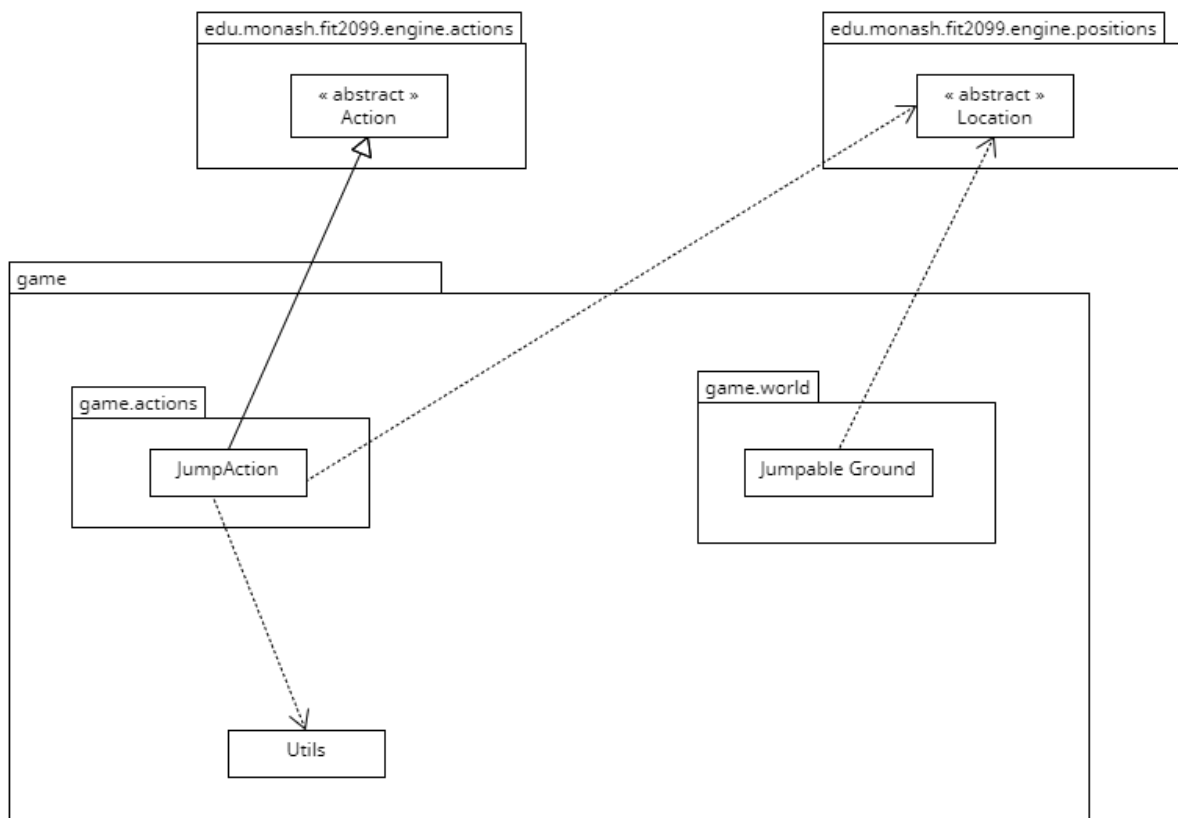 edu.monash.fit2099.engine.actions
edu.monash.fit2099.engine.positions
« abstract »
Action
« abstract »
Location
game
game.actions
game.world
JumpAction
Jumpable Ground
Utils